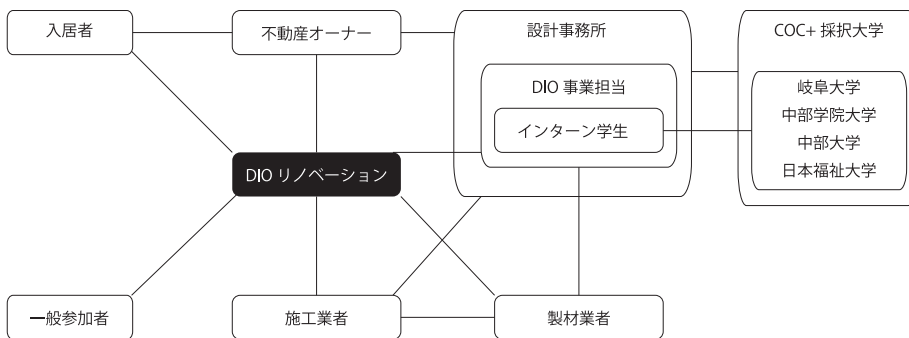 入居者
不動産オーナー
設計事務所
COC+ 採択大学
DIO 事業担当
インターン学生
岐阜大学
中部学院大学
中部大学
日本福祉大学
DIO リノベーション
一般参加者
施工業者
製材業者